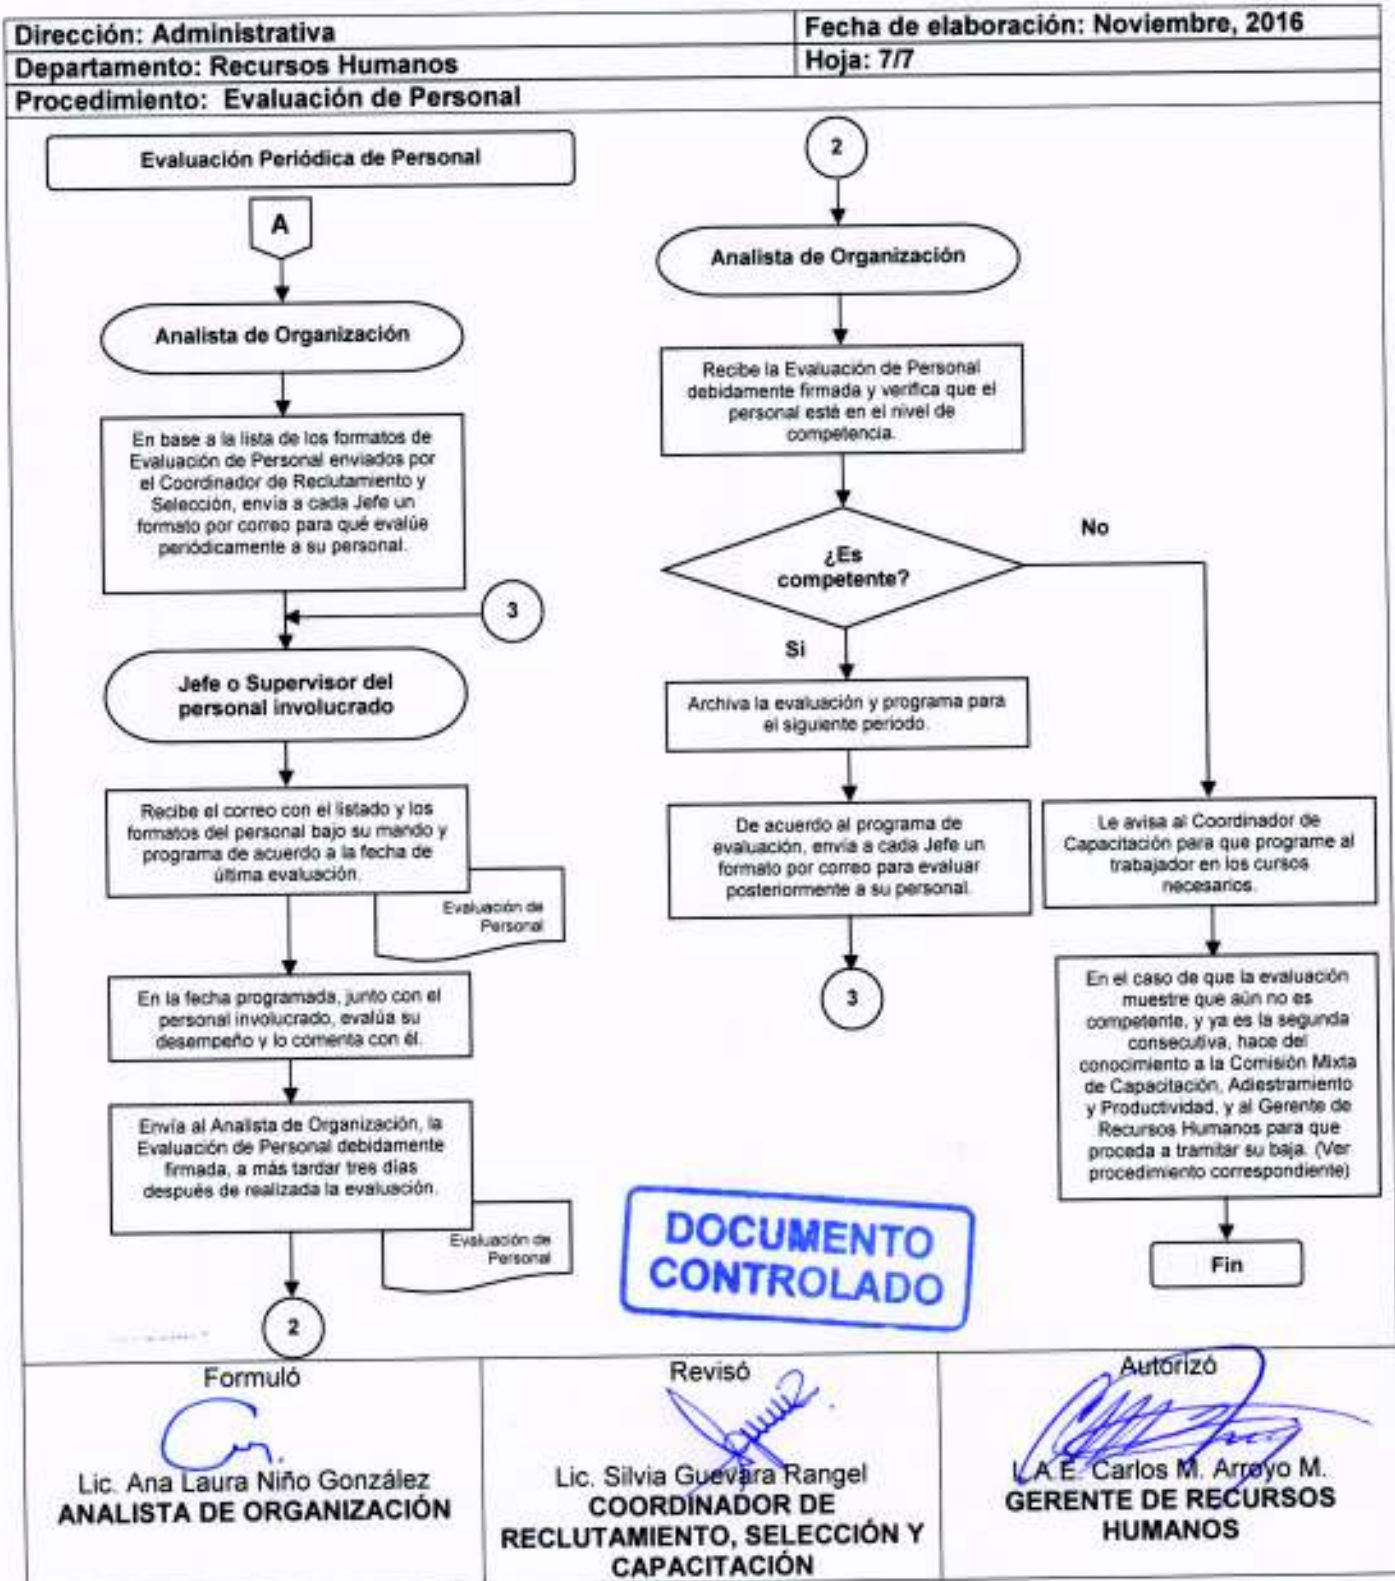 Dirección: Administrativa
Fecha de elaboración: Noviembre, 2016
Departamento: Recursos Humanos
Hoja: 7/7
Procedimiento: Evaluación de Personal
Evaluación Periódica de Personal
A
Analista de Organización
En base a la lista de los formatos de
Evaluación de Personal enviados por
el Coordinador de Reclutamiento y
Selección, envía a cada Jefe un
formato por correo para qué evalúe
periódicamente a su personal.
3
Jefe o Supervisor del
personal involucrado
Recibe el correo con el listado y los
formatos del personal bajo su mando y
programa de acuerdo a la fecha de
última evaluación.
Evaluación de
Personal
En la fecha programada, junto con el
personal involucrado, evalúa su
desempeño y lo comenta con él.
Envía al Analista de Organización, la
Evaluación de Personal debidamente
firmada, a más tardar tres días
después de realizada la evaluación.
Evaluación de
Personal
2
2
Analista de Organización
Recibe la Evaluación de Personal
debidamente firmada y verifica que el
personal esté en el nivel de
competencia.
¿Es
competente?
No
Si
Archiva la evaluación y programa para
el siguiente periodo.
De acuerdo al programa de
evaluación, envía a cada Jefe un
formato por correo para evaluar
posteriormente a su personal.
3
Le avisa al Coordinador de
Capacitación para que programe al
trabajador en los cursos
necesarios.
En el caso de que la evaluación
muestre que aún no es
competente, y ya es la segunda
consecutiva, hace del
conocimiento a la Comisión Mixta
de Capacitación, Adiestramiento
y Productividad, y al Gerente de
Recursos Humanos para que
proceda a tramitar su baja. (Ver
procedimiento correspondiente)
Fin
DOCUMENTO
CONTROLADO
Formuló
Lic. Ana Laura Niño González
ANALISTA DE ORGANIZACIÓN
Revisó
Lic. Silvia Guevara Rangel
COORDINADOR DE
RECLUTAMIENTO, SELECCIÓN Y
CAPACITACIÓN
Autorizó
L.A.E. Carlos M. Arroyo M.
GERENTE DE RECURSOS
HUMANOS